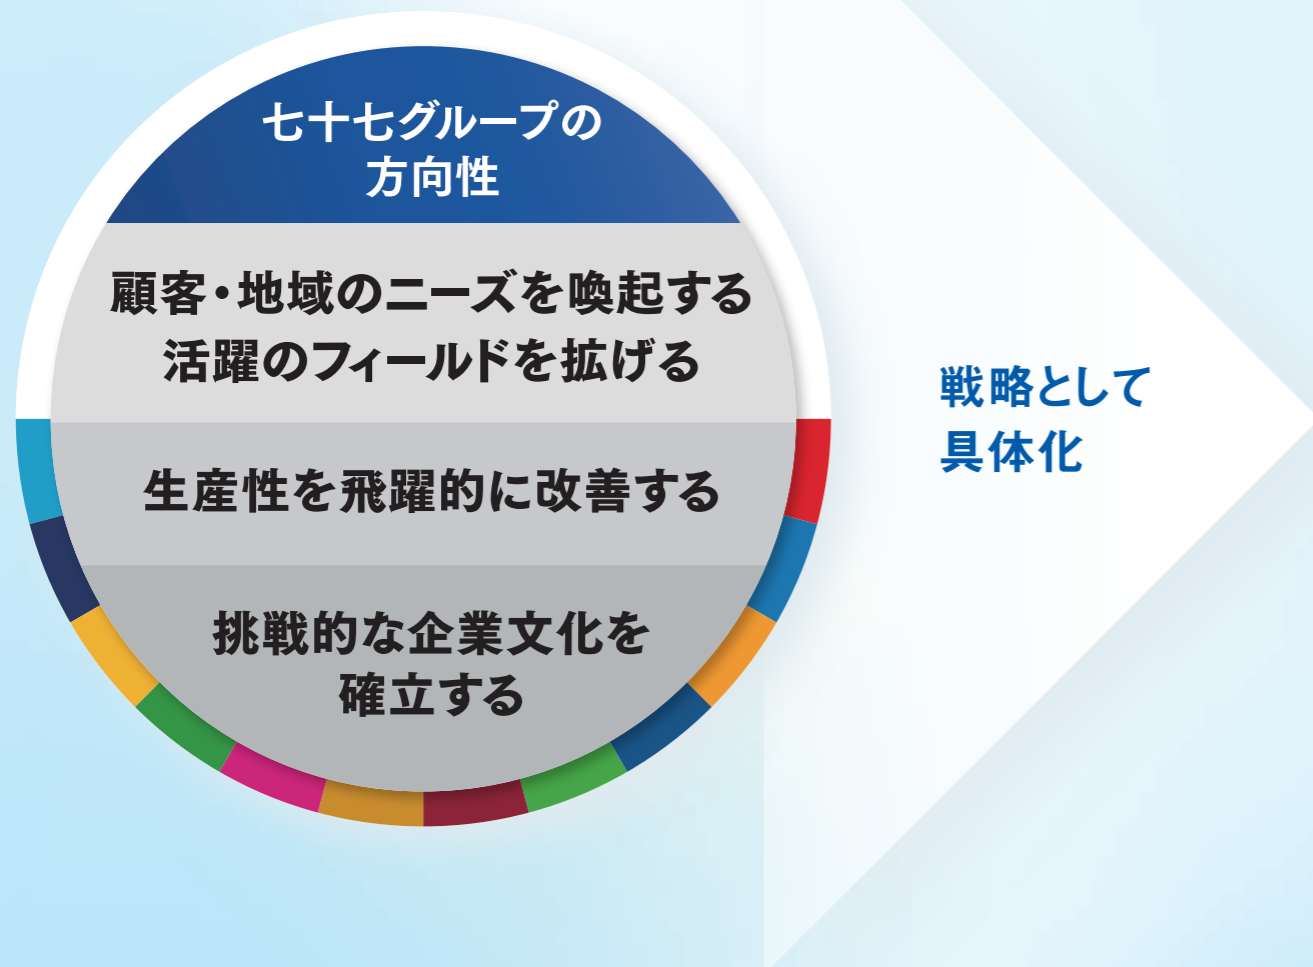 七十七グループの
方向性
顧客・地域のニーズを喚起する
活躍のフィールドを拡げる
生産性を飛躍的に改善する
挑戦的な企業文化を
確立する
戦略として
具体化